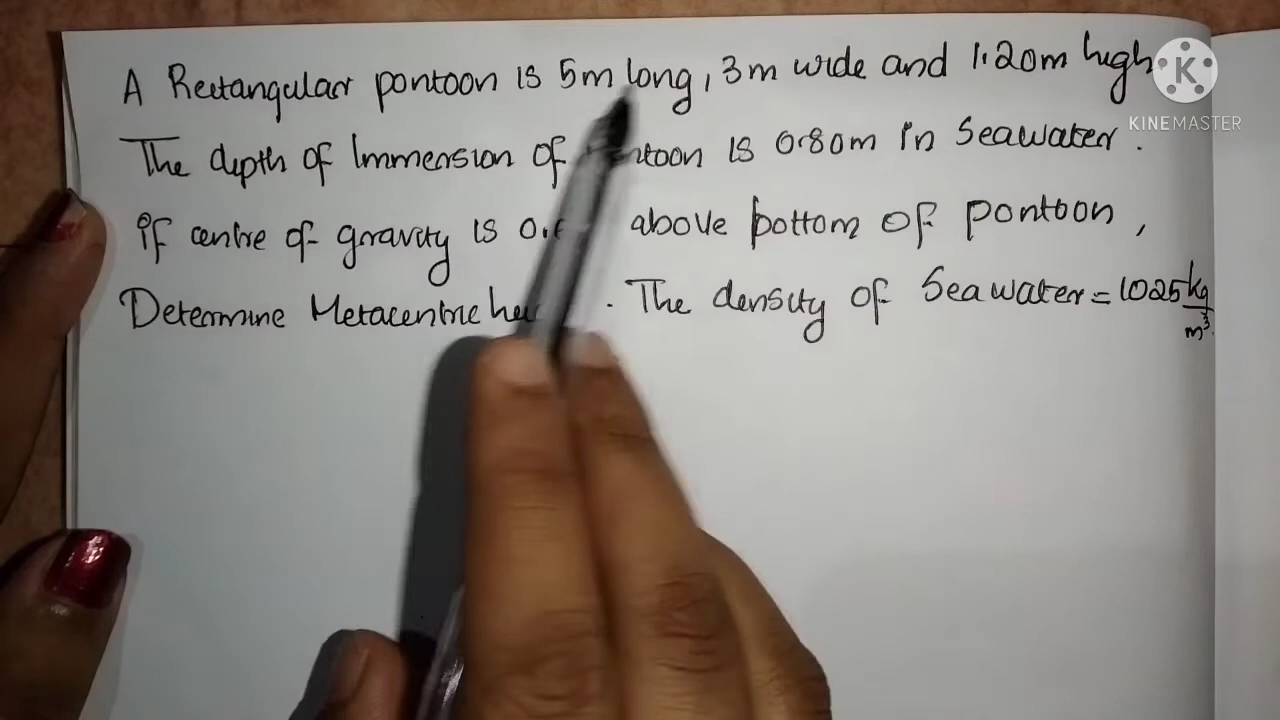 A Rectangular pontoon is 5m long, 3m wide and 1.20m high
The depth of Immersion of is 0.80m in Seawater.
if centre of gravity is above bottom of pontoon,
Determine Metacentric . The density of Seawater = 1025 kg/m³.
K
KINEMASTER